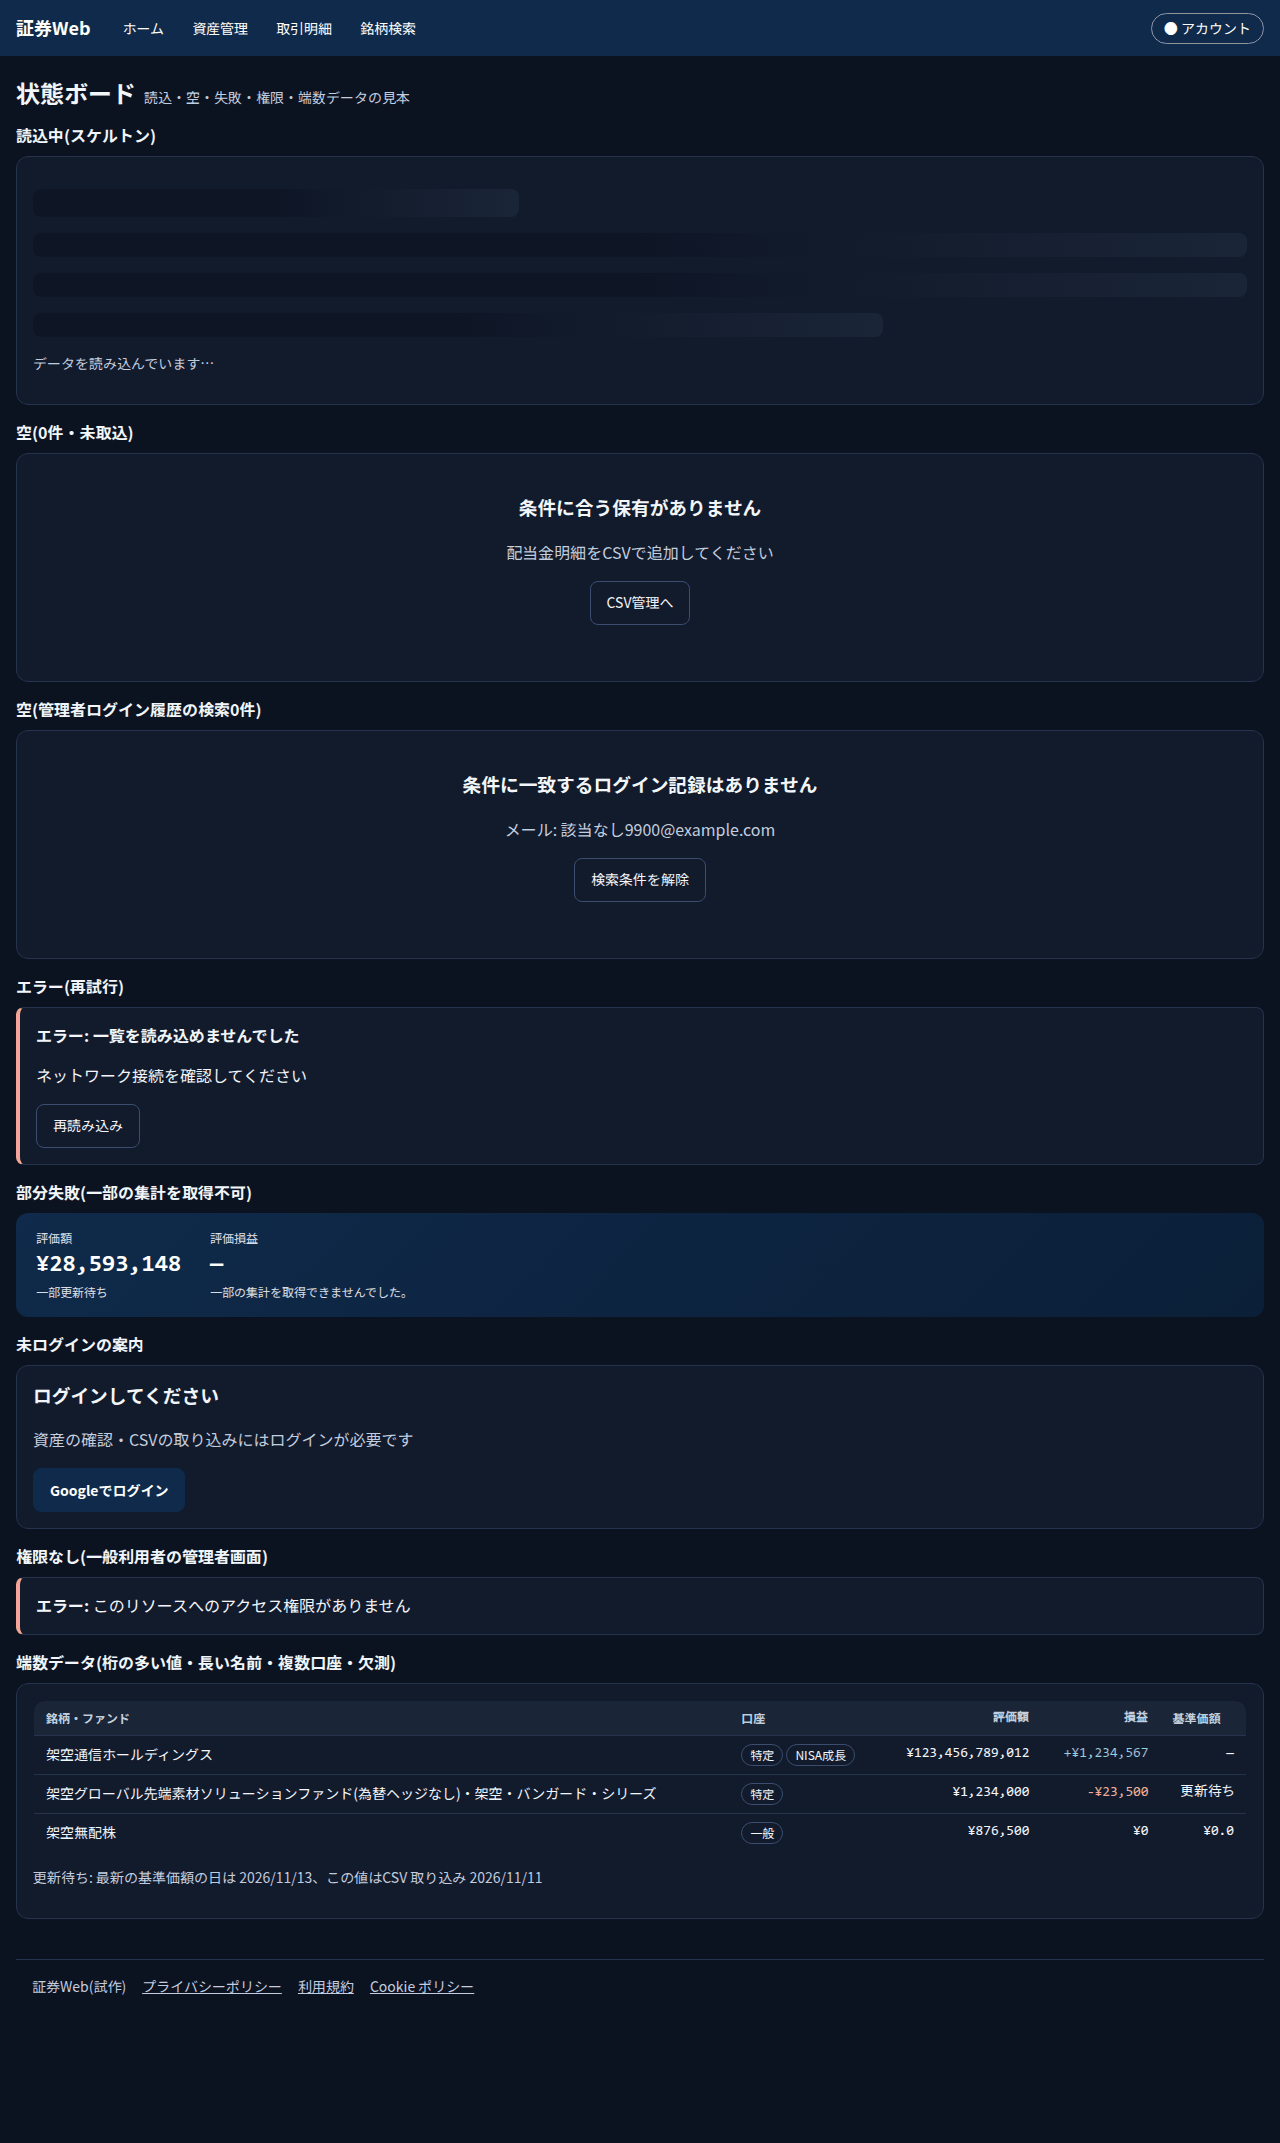 証券Web ホーム 資産管理 取引明細 銘柄検索 アカウント
状態ボード 読込・空・失敗・権限・端数データの見本
読込中(スケルトン)
データを読み込んでいます…
空(0件・未取込)
条件に合う保有がありません
配当金明細をCSVで追加してください
CSV管理へ
空(管理者ログイン履歴の検索0件)
条件に一致するログイン記録はありません
メール: 該当なし9900@example.com
検索条件を解除
エラー(再試行)
エラー: 一覧を読み込めませんでした
ネットワーク接続を確認してください
再読み込み
部分失敗(一部の集計を取得不可)
評価額 評価損益
¥28,593,148 —
一部更新待ち 一部の集計を取得できませんでした。
未ログインの案内
ログインしてください
資産の確認・CSVの取り込みにはログインが必要です
Googleでログイン
権限なし(一般利用者の管理者画面)
エラー: このリソースへのアクセス権限がありません
端数データ(桁の多い値・長い名前・複数口座・欠測)
銘柄・ファンド 口座 評価額 損益 基準価額
架空通信ホールディングス 特定 NISA成長 ¥123,456,789,012 +¥1,234,567 —
架空グローバル先端素材ソリューションファンド(為替ヘッジなし)・架空・バンガード・シリーズ 特定 ¥1,234,000 -¥23,500 更新待ち
架空無配株 一般 ¥876,500 ¥0 ¥0.0
更新待ち: 最新の基準価額の日は 2026/11/13、この値はCSV 取り込み 2026/11/11
証券Web(試作) プライバシーポリシー 利用規約 Cookie ポリシー